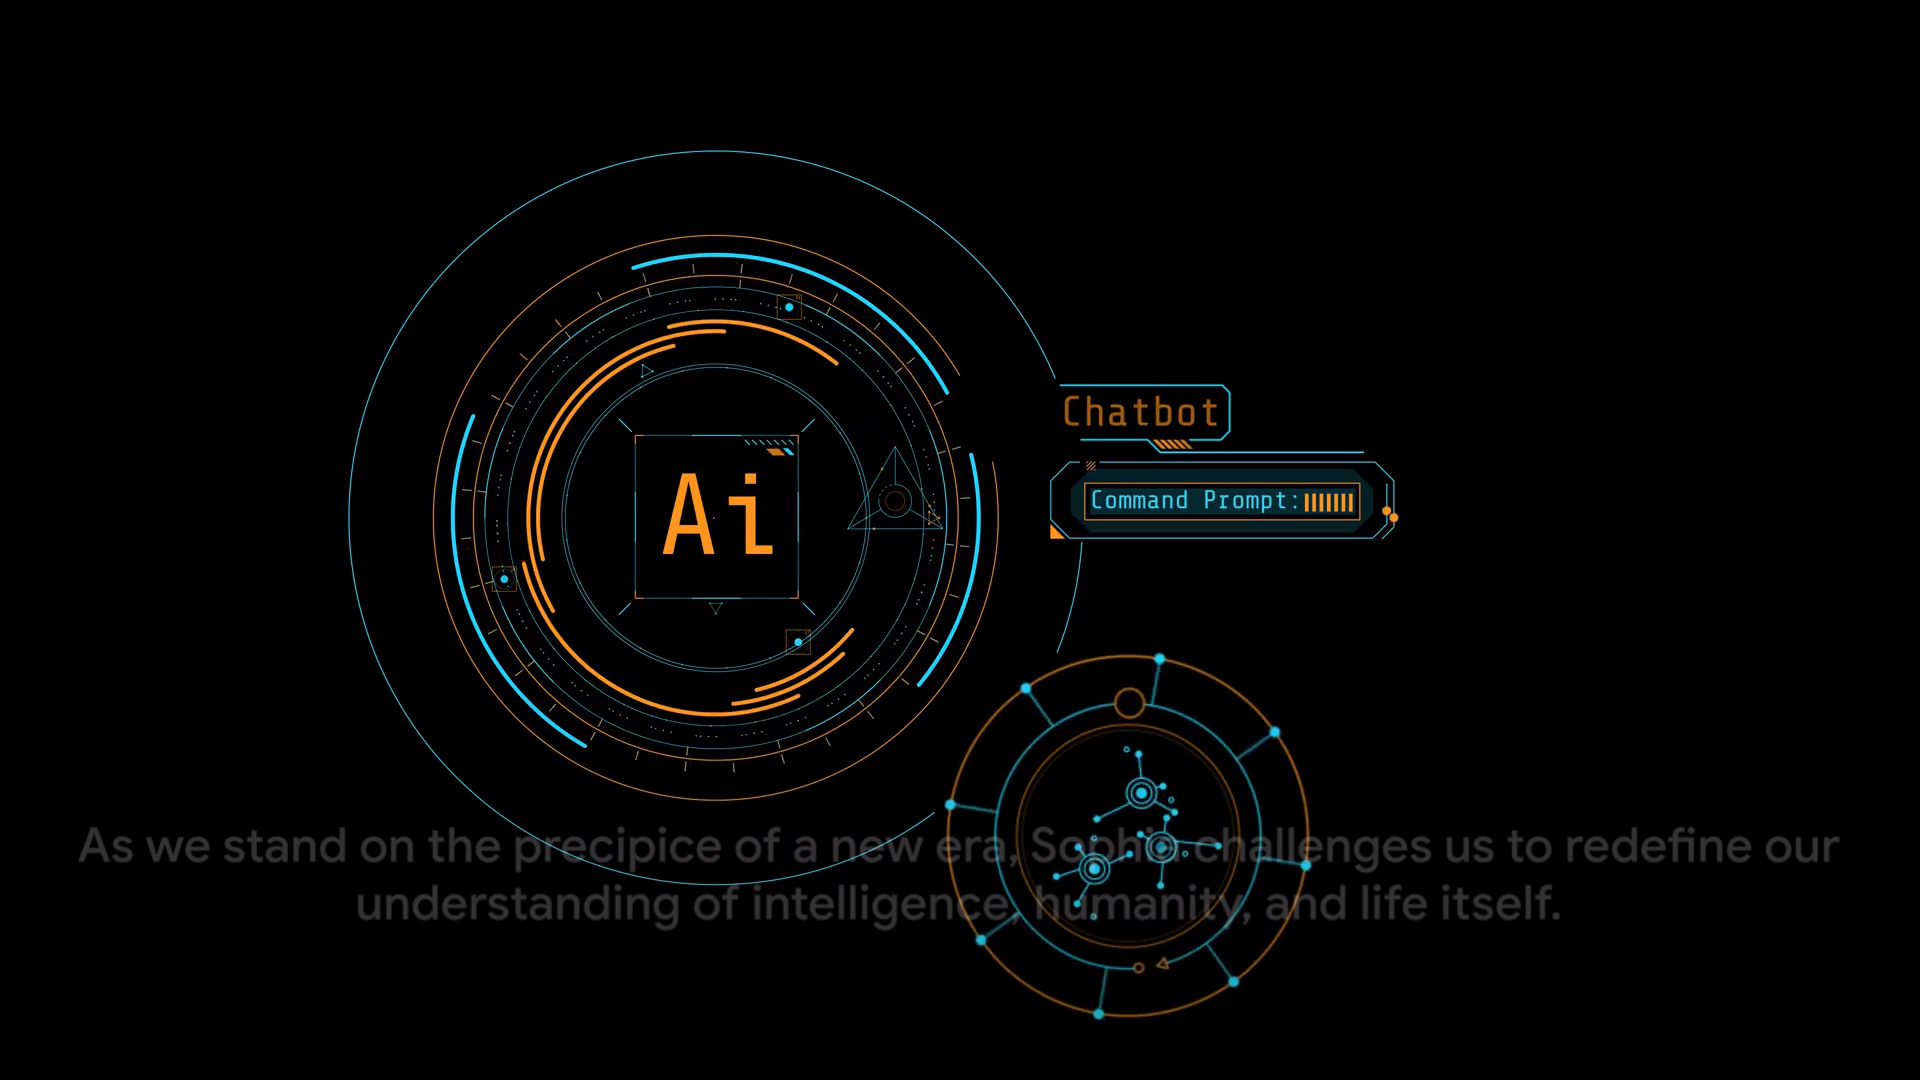 Chatbot
Ai
Command Prompt:
As we stand on the precipice of a new era, Sophia challenges us to redefine our
understanding of intelligence, humanity, and life itself.